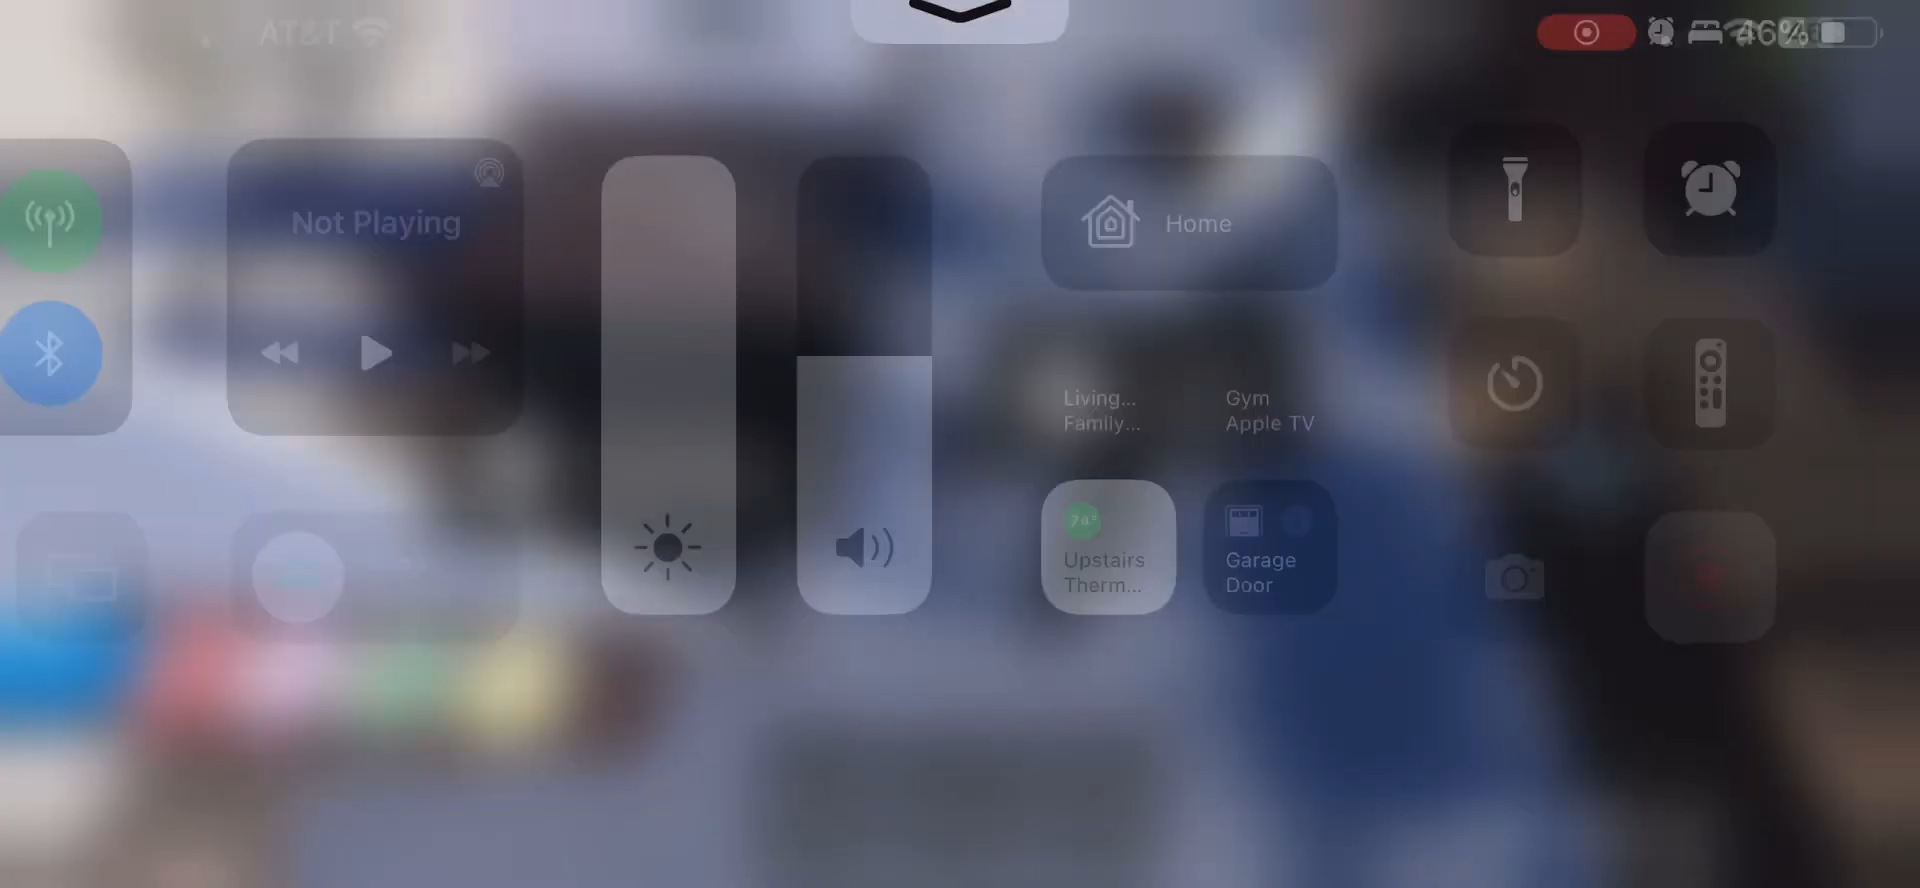 AT&T
46%
Not Playing
Home
Living...
Family...
Gym
Apple TV
74°
Upstairs
Therm...
Garage
Door